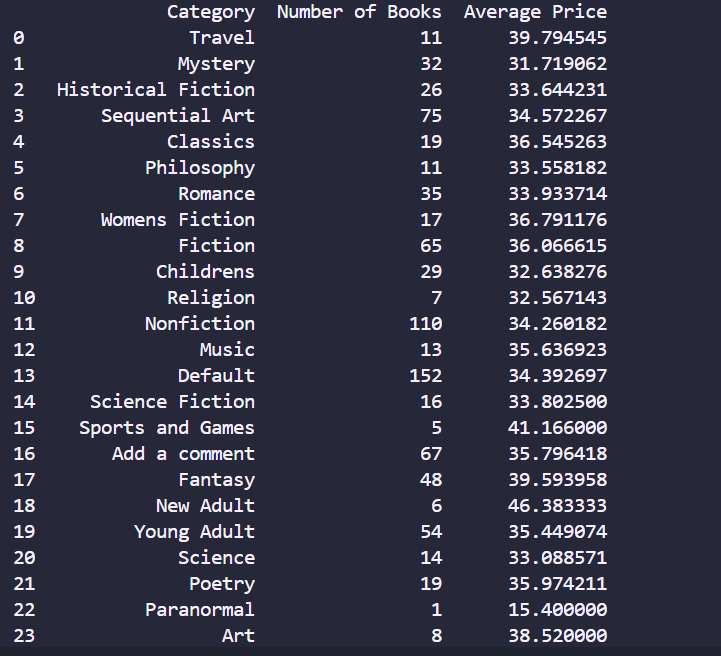 Category Number of Books Average Price
0 Travel 11 39.794545
1 Mystery 32 31.719062
2 Historical Fiction 26 33.644231
3 Sequential Art 75 34.572267
4 Classics 19 36.545263
5 Philosophy 11 33.558182
6 Romance 35 33.933714
7 Womens Fiction 17 36.791176
8 Fiction 65 36.066615
9 Childrens 29 32.638276
10 Religion 7 32.567143
11 Nonfiction 110 34.260182
12 Music 13 35.636923
13 Default 152 34.392697
14 Science Fiction 16 33.802500
15 Sports and Games 5 41.166000
16 Add a comment 67 35.796418
17 Fantasy 48 39.593958
18 New Adult 6 46.383333
19 Young Adult 54 35.449074
20 Science 14 33.088571
21 Poetry 19 35.974211
22 Paranormal 1 15.400000
23 Art 8 38.520000